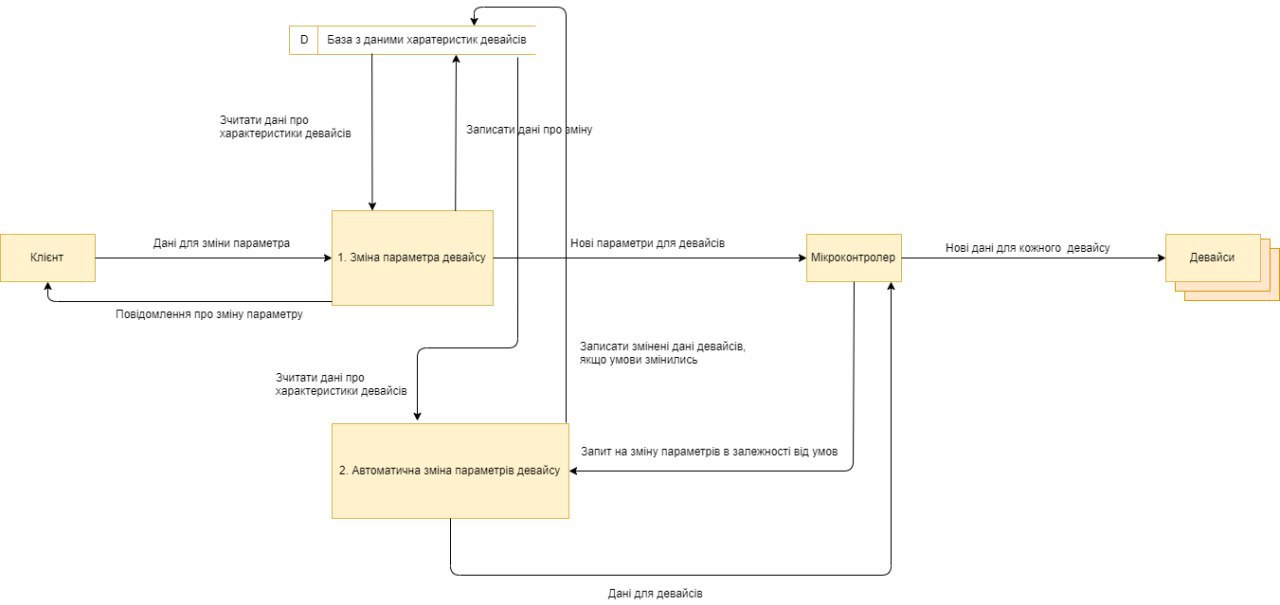 D База з даними харатеристик девайсів
Зчитати дані про
характеристики девайсів
Записати дані про зміну
Дані для зміни параметра
Нові параметри для девайсів
Нові дані для кожного девайсу
Клієнт
1. Зміна параметра девайсу
Мікроконтролер
Девайси
Повідомлення про зміну параметру
Записати змінені дані девайсів,
якщо умови змінились
Зчитати дані про
характеристики девайсів
Запит на зміну параметрів в залежності від умов
2. Автоматична зміна параметрів девайсу
Дані для девайсів